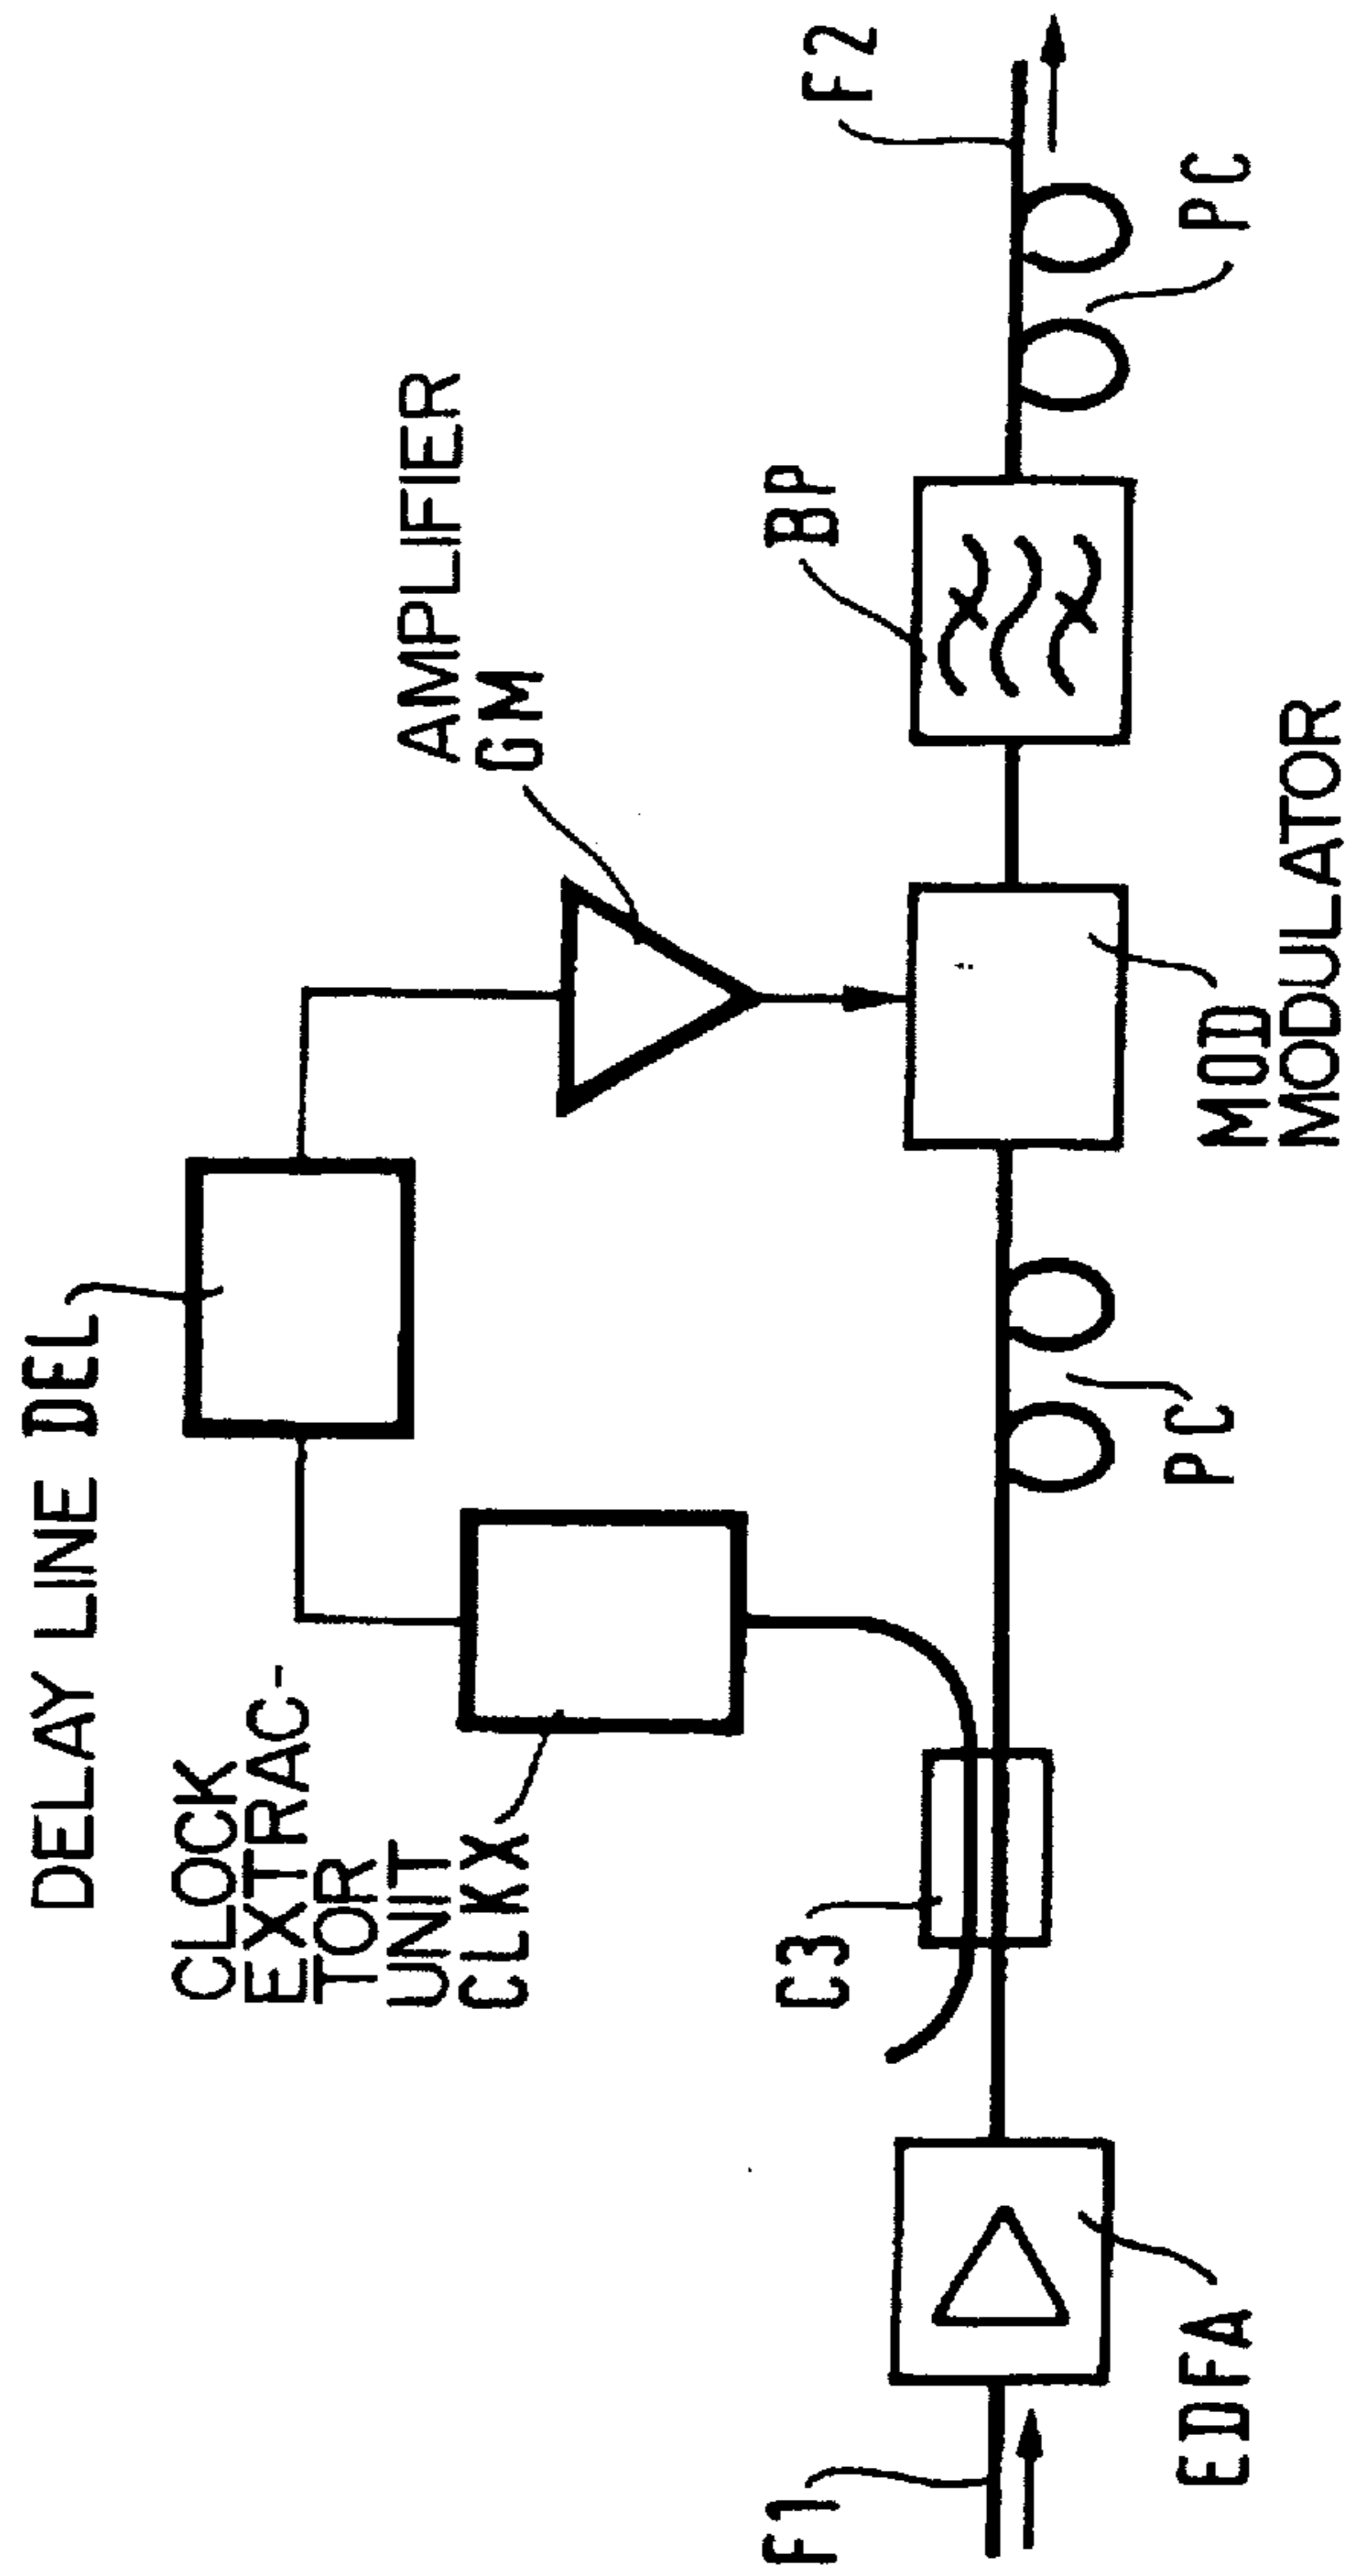 DELAY LINE DEL
CLOCK
EXTRAC-
TOR
UNIT
CLKX
AMPLIFIER
GM
F1
EDFA
C3
PC
MOD
MODULATOR
BP
F2
PC